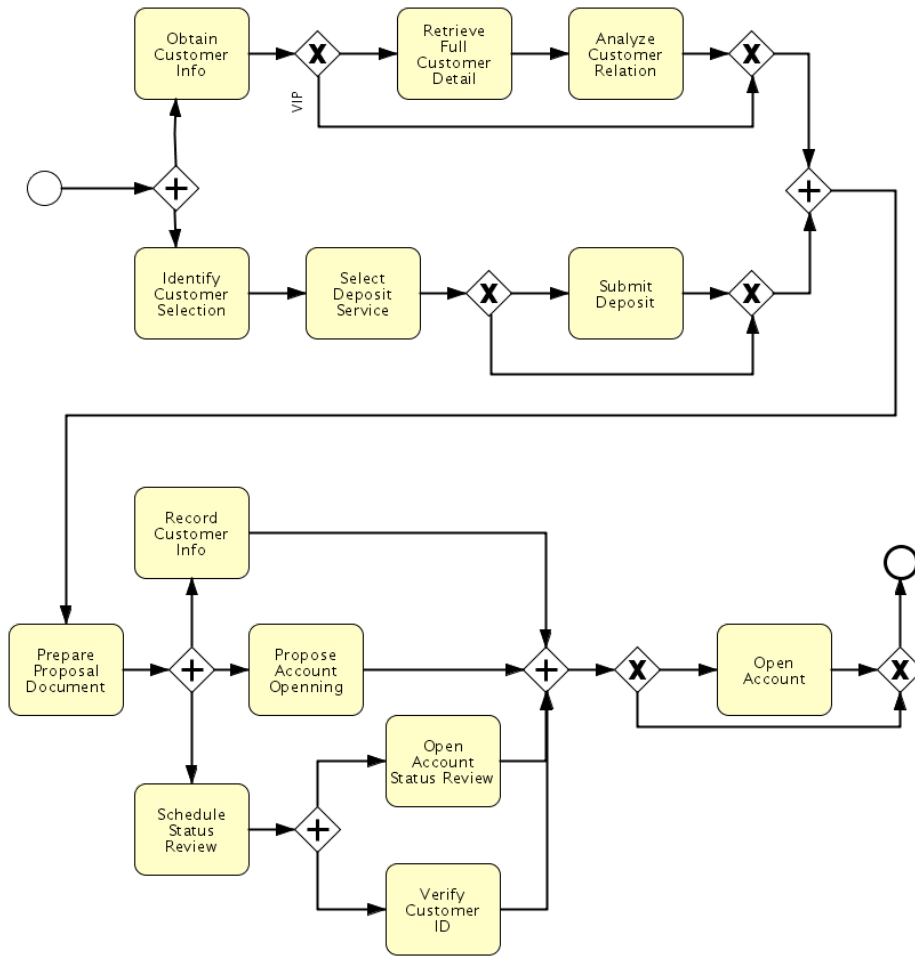 Obtain
Customer
Info
Retrieve
Full
Customer
Detail
Analyze
Customer
Relation
VIP
Identify
Customer
Selection
Select
Deposit
Service
Submit
Deposit
Record
Customer
Info
Prepare
Proposal
Document
Propose
Account
Openning
Open
Account
Open
Account
Status Review
Schedule
Status
Review
Verify
Customer
ID